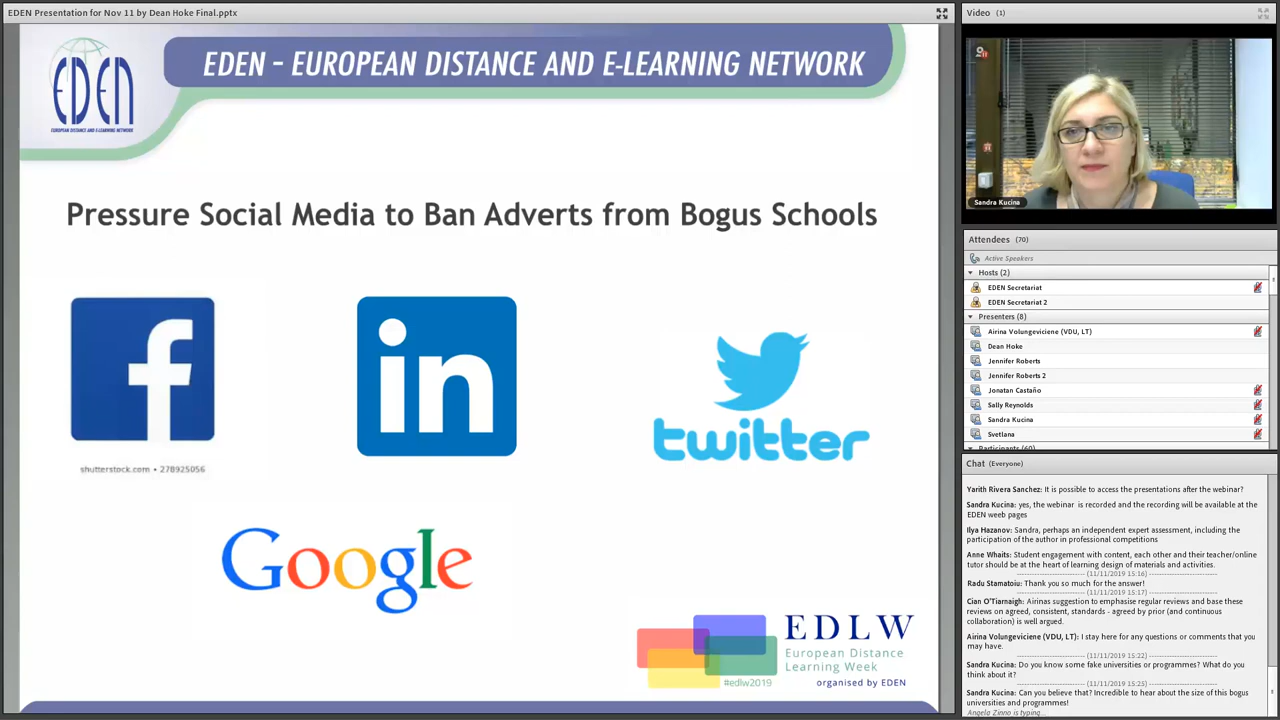 EDEN Presentation for Nov 11 by Dean Hoke Final.pptx
EDEN
EUROPEAN DISTANCE AND E-LEARNING NETWORK
EDEN – EUROPEAN DISTANCE AND E-LEARNING NETWORK
Pressure Social Media to Ban Adverts from Bogus Schools
f
in
twitter
shutterstock.com • 278925056
Google
EDLW
European Distance
Learning Week
#edlw2019
organised by EDEN
Video (1)
Sandra Kucina
Attendees (70)
Active Speakers
Hosts (2)
EDEN Secretariat
EDEN Secretariat 2
Presenters (8)
Airina Volungeviciene (VDU, LT)
Dean Hoke
Jennifer Roberts
Jennifer Roberts 2
Jonatan Castaño
Sally Reynolds
Sandra Kucina
Svetlana
Participants (60)
Chat (Everyone)
Yarith Rivera Sanchez: It is possible to access the presentations after the webinar?
Sandra Kucina: yes, the webinar is recorded and the recording will be available at the
EDEN weeb pages
Ilya Hazanov: Sandra, perhaps an independent expert assessment, including the
participation of the author in professional competitions
Anne Whaits: Student engagement with content, each other and their teacher/online
tutor should be at the heart of learning design of materials and activities.
(11/11/2019 15:16)
Radu Stamatoiu: Thank you so much for the answer!
(11/11/2019 15:17)
Cian O'Tiarnaigh: Airinas suggestion to emphasise regular reviews and base these
reviews on agreed, consistent, standards - agreed by prior (and continuous
collaboration) is well argued.
Airina Volungeviciene (VDU, LT): I stay here for any questions or comments that you
may have.
(11/11/2019 15:22)
Sandra Kucina: Do you know some fake universities or programmes? What do you
think about it?
(11/11/2019 15:25)
Sandra Kucina: Can you believe that? Incredible to hear about the size of this bogus
universities and programmes!
Angela Zinno is typing...